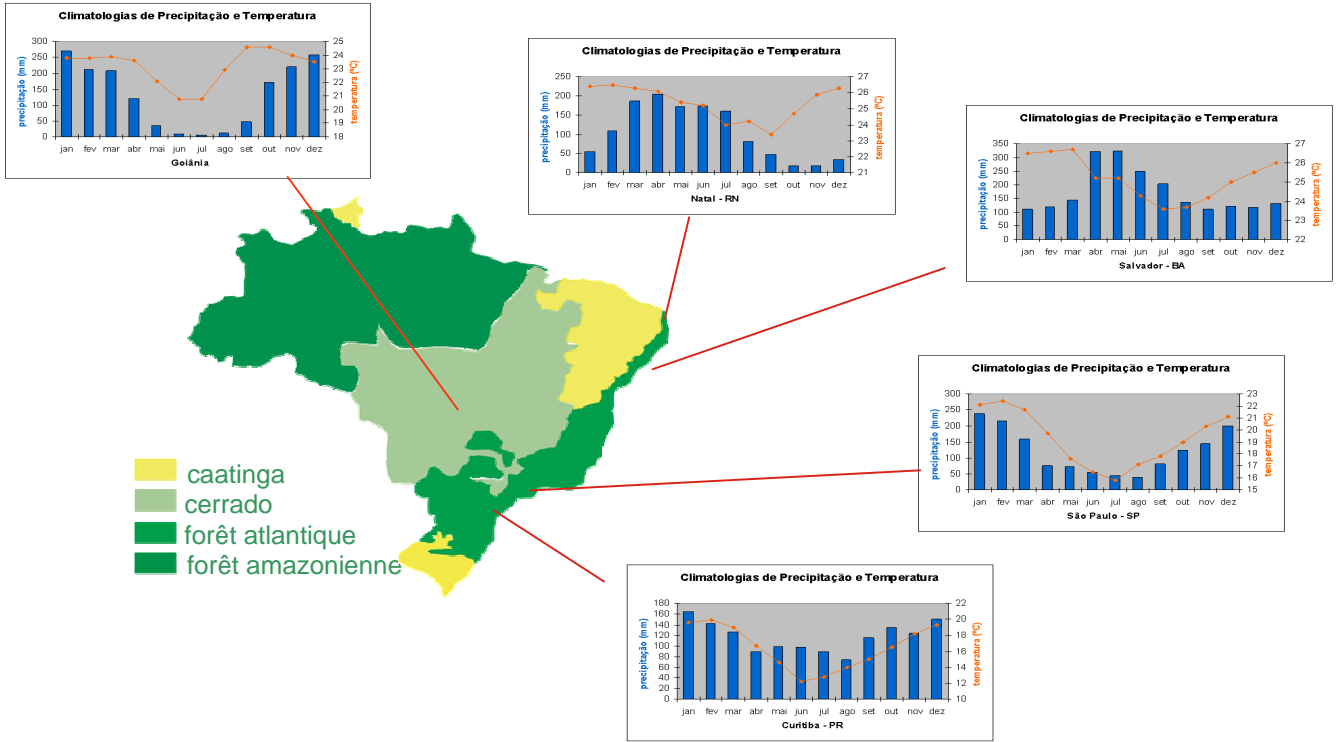 Climatologias de Precipitação e Temperatura
precipitação (mm)
300
250
200
150
100
50
0
25
24
23
22
21
20
19
18
temperatura (ºC)
jan fev mar abr mai jun jul ago set out nov dez
Goiânia
Climatologias de Precipitação e Temperatura
precipitação (mm)
250
200
150
100
50
0
27
26
25
24
23
22
21
temperatura (ºC)
jan fev mar abr mai jun jul ago set out nov dez
Natal - RN
Climatologias de Precipitação e Temperatura
precipitação (mm)
350
300
250
200
150
100
50
0
27
26
25
24
23
22
temperatura (ºC)
jan fev mar abr mai jun jul ago set out nov dez
Salvador - BA
Climatologias de Precipitação e Temperatura
precipitação (mm)
300
250
200
150
100
50
0
23
22
21
20
19
18
17
16
15
temperatura (ºC)
jan fev mar abr mai jun jul ago set out nov dez
São Paulo - SP
caatinga
cerrado
forêt atlantique
forêt amazonienne
Climatologias de Precipitação e Temperatura
precipitação (mm)
180
160
140
120
100
80
60
40
20
0
22
20
18
16
14
12
10
temperatura (ºC)
jan fev mar abr mai jun jul ago set out nov dez
Curitiba - PR